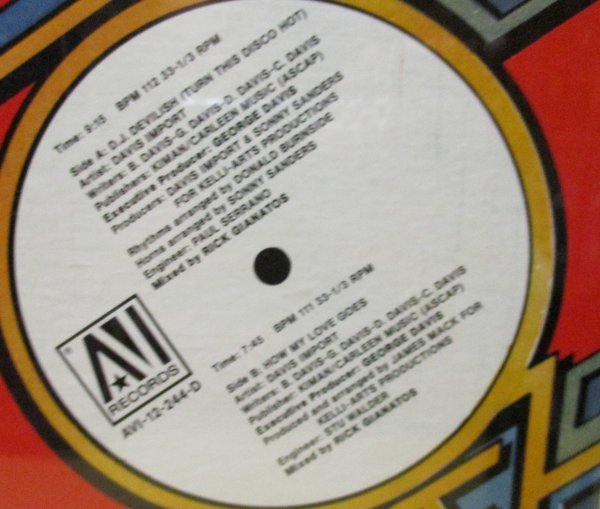 Time: 9:15 BPM 112 33-1/3 RPM
Side A: D.J. DEVILISH (TURN THIS DISCO HOT)
Artist: DAVIS IMPORT
Writers: B. DAVIS-G. DAVIS-D. DAVIS-C. DAVIS
Publishers: KIMAN/CARLEEN MUSIC (ASCAP)
Executive Producer: GEORGE DAVIS
Producers: DAVIS IMPORT & SONNY SANDERS
FOR KELLI-ARTS PRODUCTIONS
Rhythms arranged by DONALD BURNSIDE
Horns arranged by SONNY SANDERS
Engineer: PAUL SERRANO
Mixed by RICK GIANATOS
® AVI
RECORDS
AVI-12-244-D
Time: 7:45 BPM 111 33-1/3 RPM
Side B: HOW MY LOVE GOES
Artist: DAVIS IMPORT
Writers: B. DAVIS-G. DAVIS-D. DAVIS-C. DAVIS
Publisher: KIMAN/CARLEEN MUSIC (ASCAP)
Executive Producer: GEORGE DAVIS
Produced and arranged by JAMES MACK FOR
KELLI-ARTS PRODUCTIONS
Engineer: STU WALDER
Mixed by RICK GIANATOS